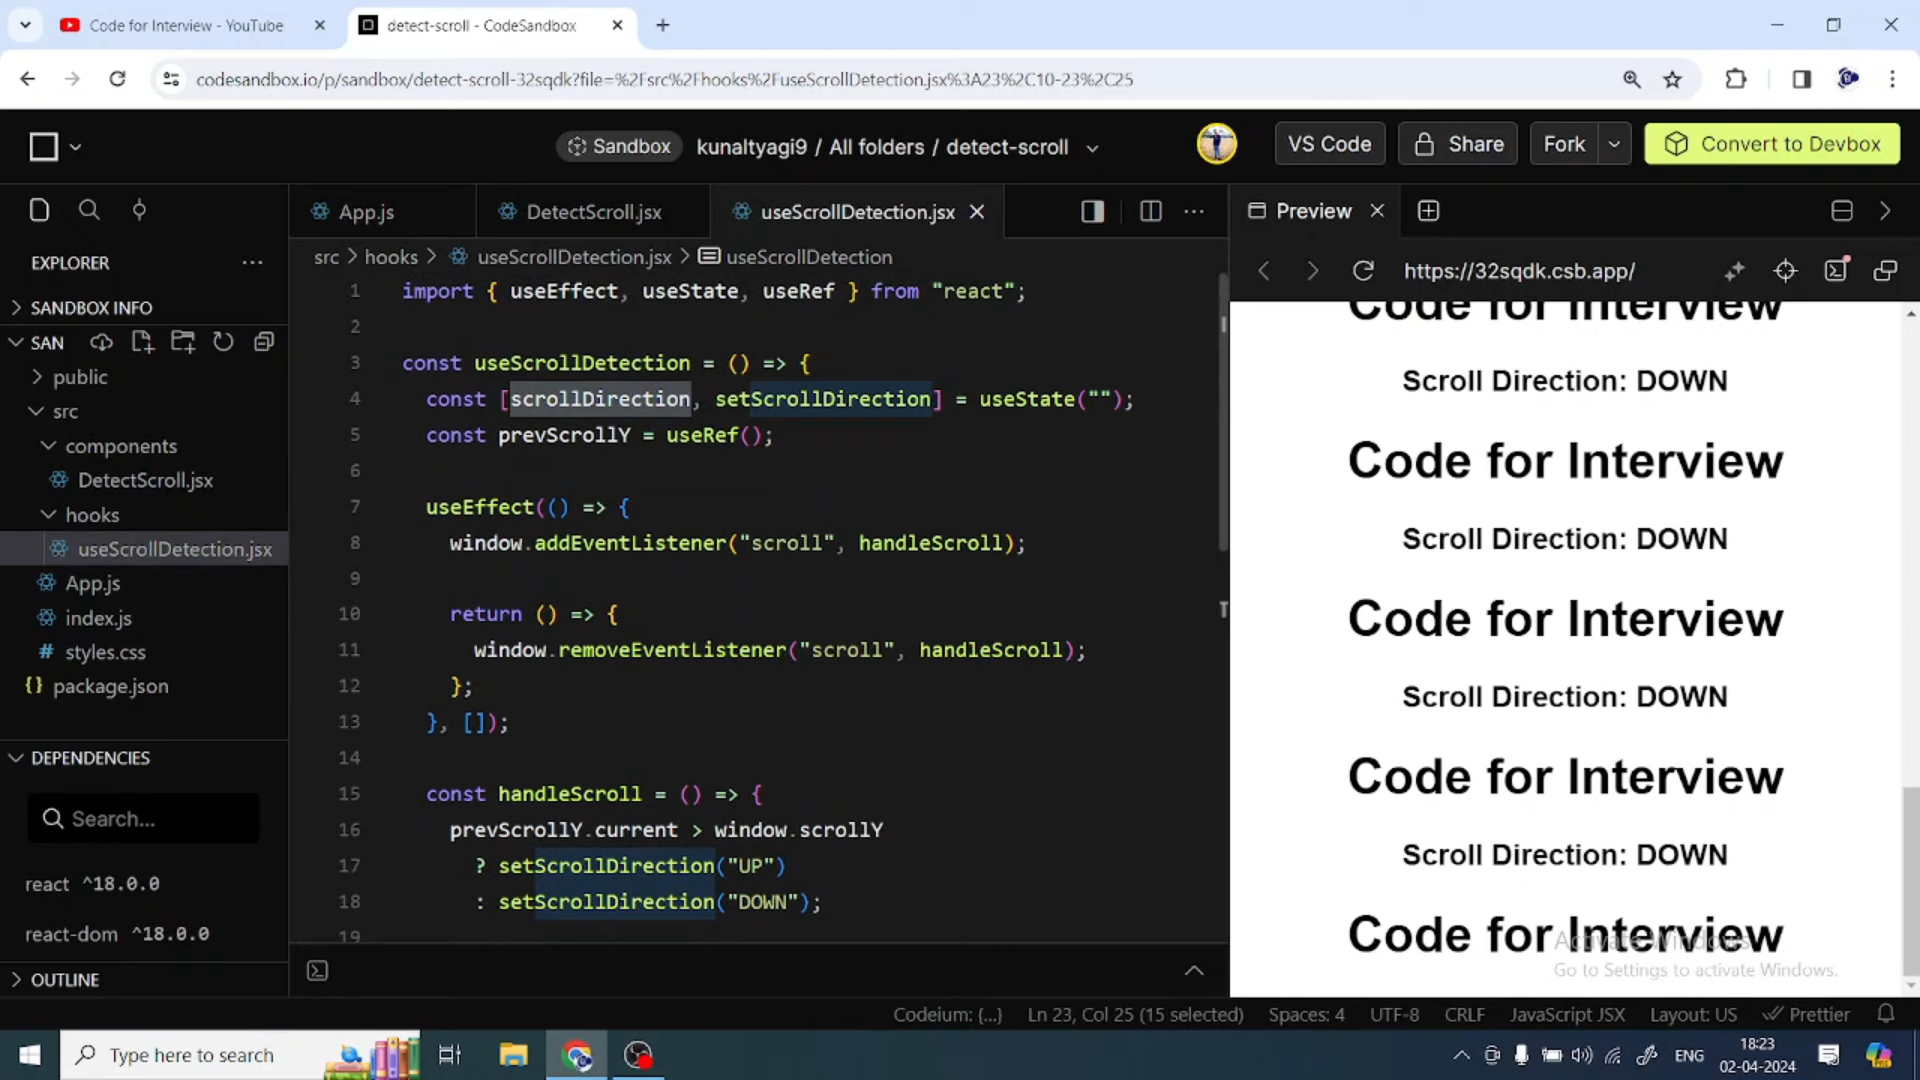 Code for Interview - YouTube
detect-scroll - CodeSandbox
codesandbox.io/p/sandbox/detect-scroll-32sqdk?file=%2Fsrc%2Fhooks%2FuseScrollDetection.jsx%3A23%2C10-23%2C25
Sandbox kunaltyagi9 / All folders / detect-scroll
VS Code Share Fork Convert to Devbox
App.js DetectScroll.jsx useScrollDetection.jsx
Preview
EXPLORER
SANDBOX INFO
SAN
public
src
components
DetectScroll.jsx
hooks
useScrollDetection.jsx
App.js
index.js
styles.css
package.json
DEPENDENCIES
Search...
react ^18.0.0
react-dom ^18.0.0
OUTLINE
src > hooks > useScrollDetection.jsx > useScrollDetection
1 import { useEffect, useState, useRef } from "react";
2
3 const useScrollDetection = () => {
4 const [scrollDirection, setScrollDirection] = useState("");
5 const prevScrollY = useRef();
6
7 useEffect(() => {
8 window.addEventListener("scroll", handleScroll);
9
10 return () => {
11 window.removeEventListener("scroll", handleScroll);
12 };
13 }, []);
14
15 const handleScroll = () => {
16 prevScrollY.current > window.scrollY
17 ? setScrollDirection("UP")
18 : setScrollDirection("DOWN");
19
https://32sqdk.csb.app/
Code for Interview
Scroll Direction: DOWN
Code for Interview
Scroll Direction: DOWN
Code for Interview
Scroll Direction: DOWN
Code for Interview
Scroll Direction: DOWN
Code for Interview
Activate Windows
Go to Settings to activate Windows.
Codeium: {...} Ln 23, Col 25 (15 selected) Spaces: 4 UTF-8 CRLF JavaScript JSX Layout: US Prettier
Type here to search
ENG
18:23
02-04-2024